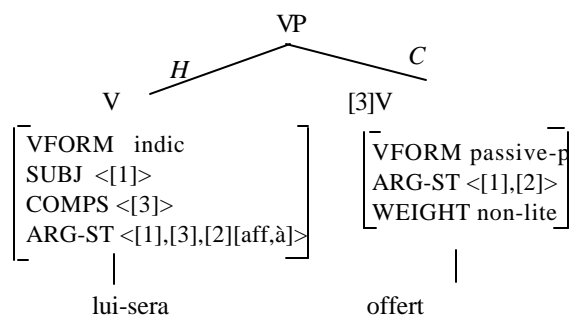 VP
H C
V [3]V
VFORM indic
SUBJ <[1]>
COMPS <[3]>
ARG-ST <[1],[3],[2][aff,à]>
VFORM passive-p
ARG-ST <[1],[2]>
WEIGHT non-lite
lui-sera offert